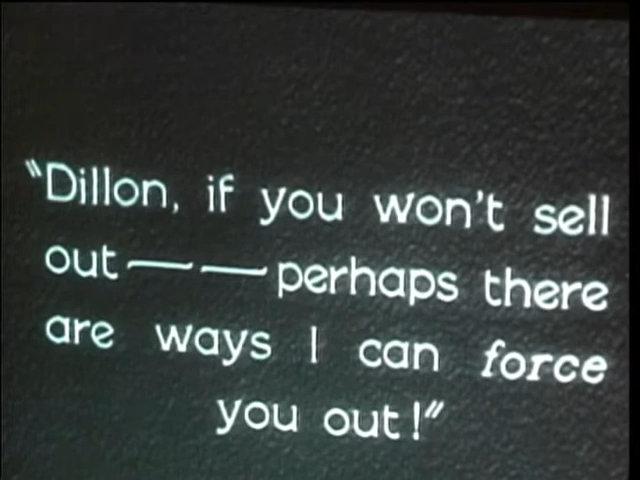 "Dillon, if you won't sell
out — — perhaps there
are ways I can force
you out!"